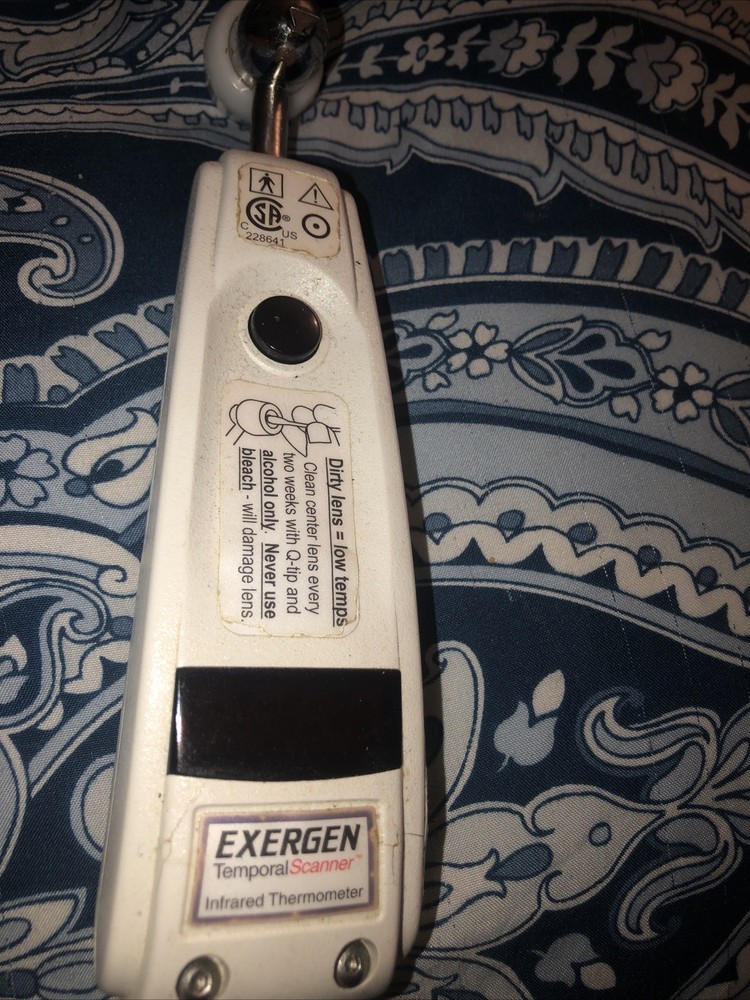 C SA® US
228641
Dirty lens = low temps
Clean center lens every
two weeks with Q-tip and
alcohol only. Never use
bleach - will damage lens.
EXERGEN
TemporalScanner™
Infrared Thermometer